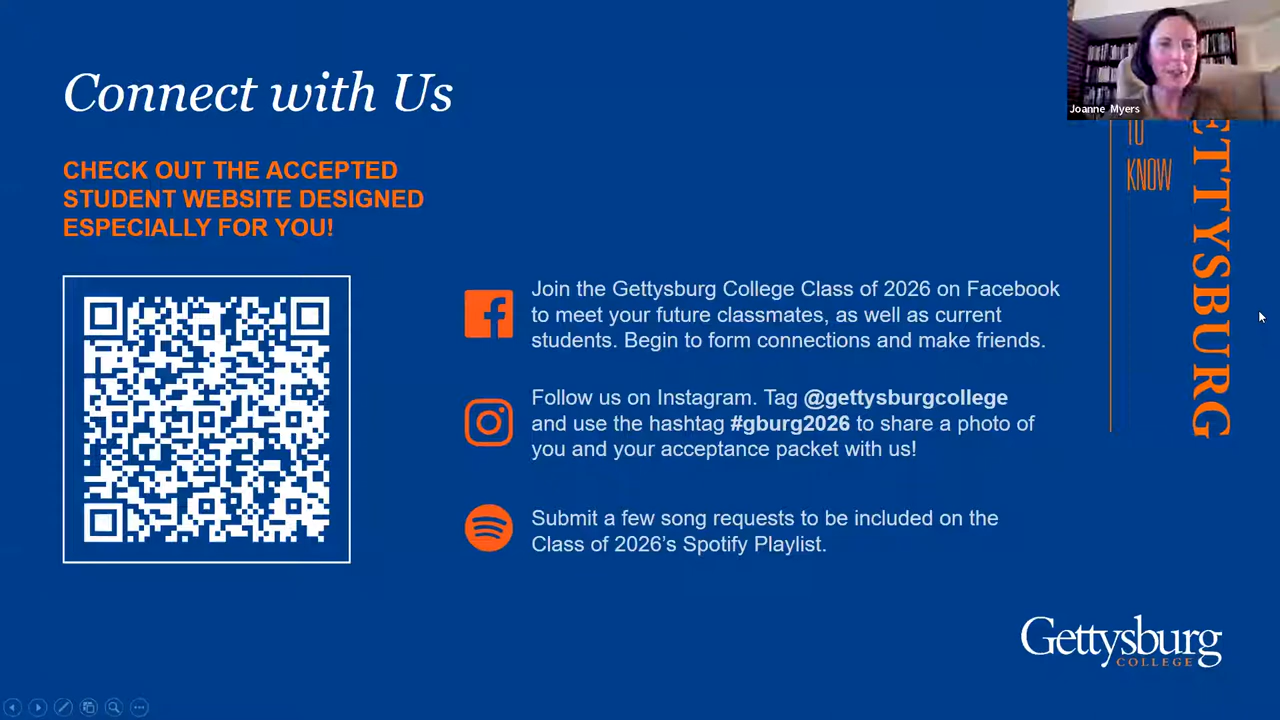 Connect with Us
Joanne Myers
CHECK OUT THE ACCEPTED
STUDENT WEBSITE DESIGNED
ESPECIALLY FOR YOU!
TO
KNOW
ETTYSBURG
Join the Gettysburg College Class of 2026 on Facebook
to meet your future classmates, as well as current
students. Begin to form connections and make friends.
Follow us on Instagram. Tag @gettysburgcollege
and use the hashtag #gburg2026 to share a photo of
you and your acceptance packet with us!
Submit a few song requests to be included on the
Class of 2026's Spotify Playlist.
Gettysburg
COLLEGE